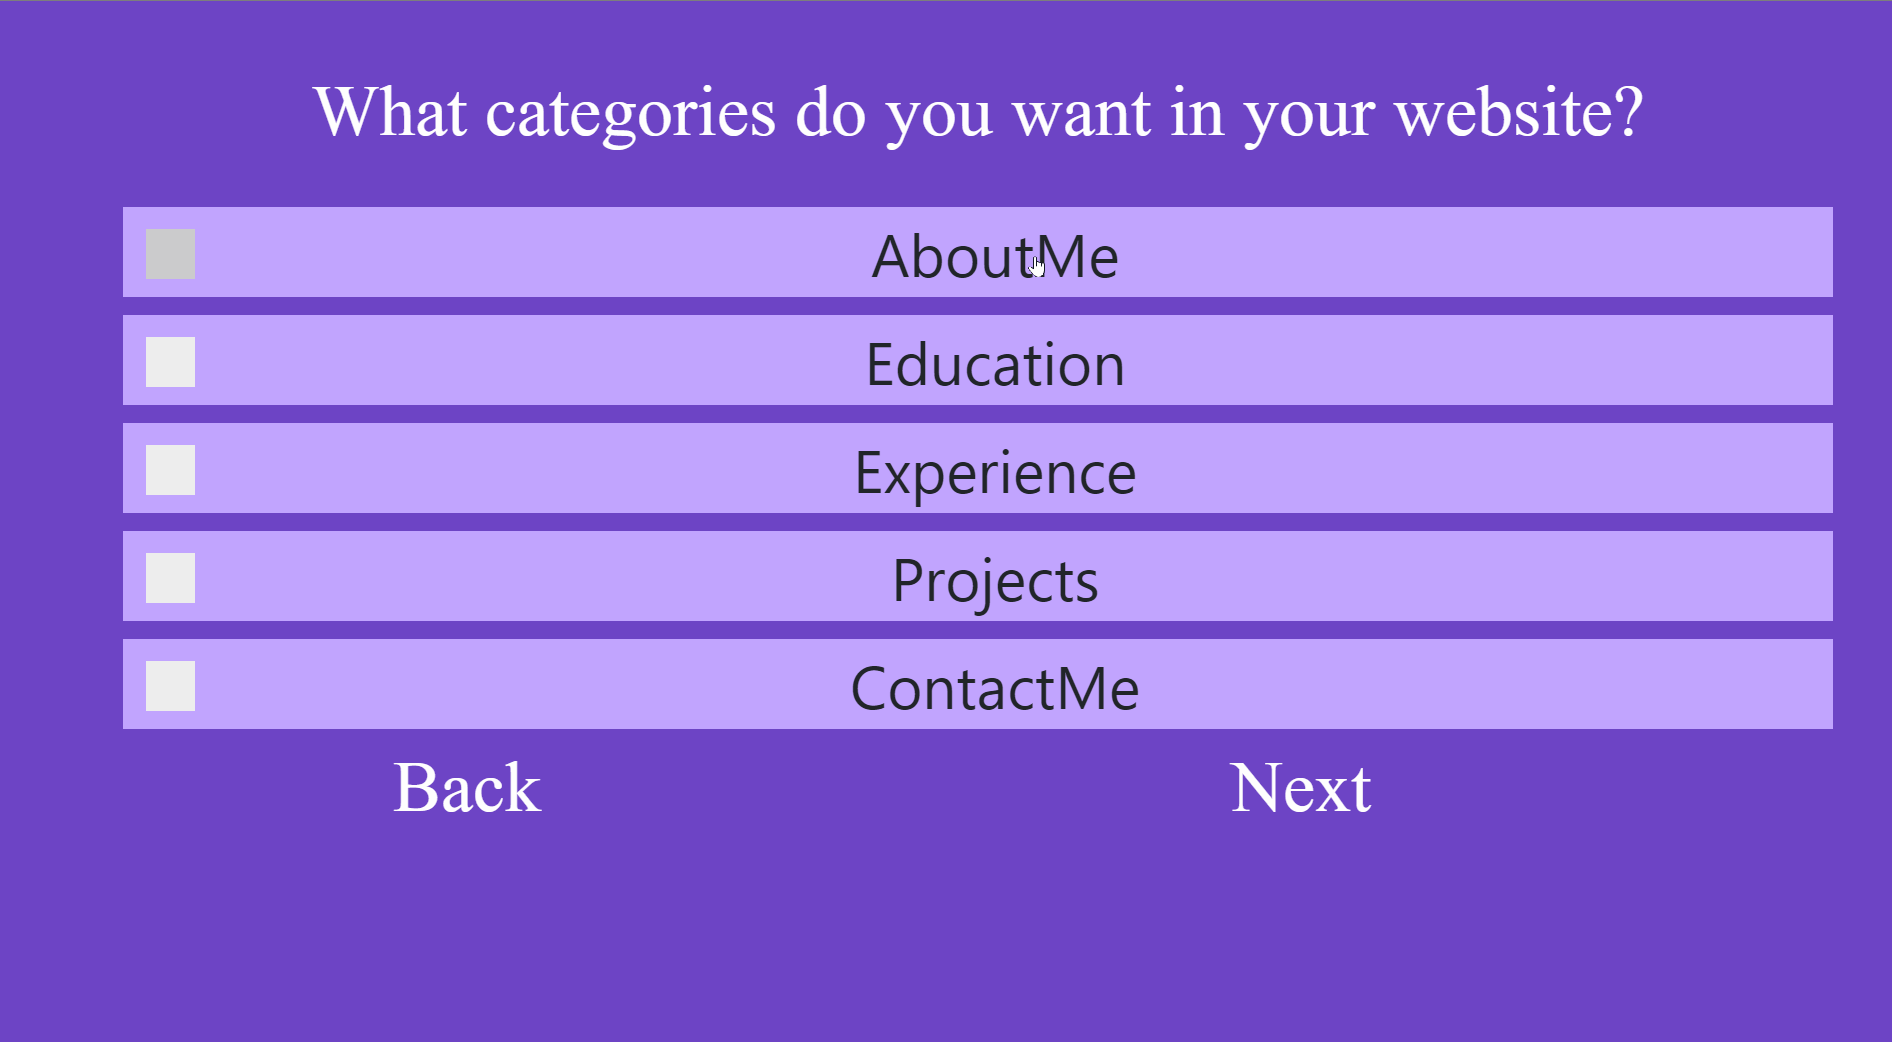 What categories do you want in your website?
AboutMe
Education
Experience
Projects
ContactMe
Back
Next